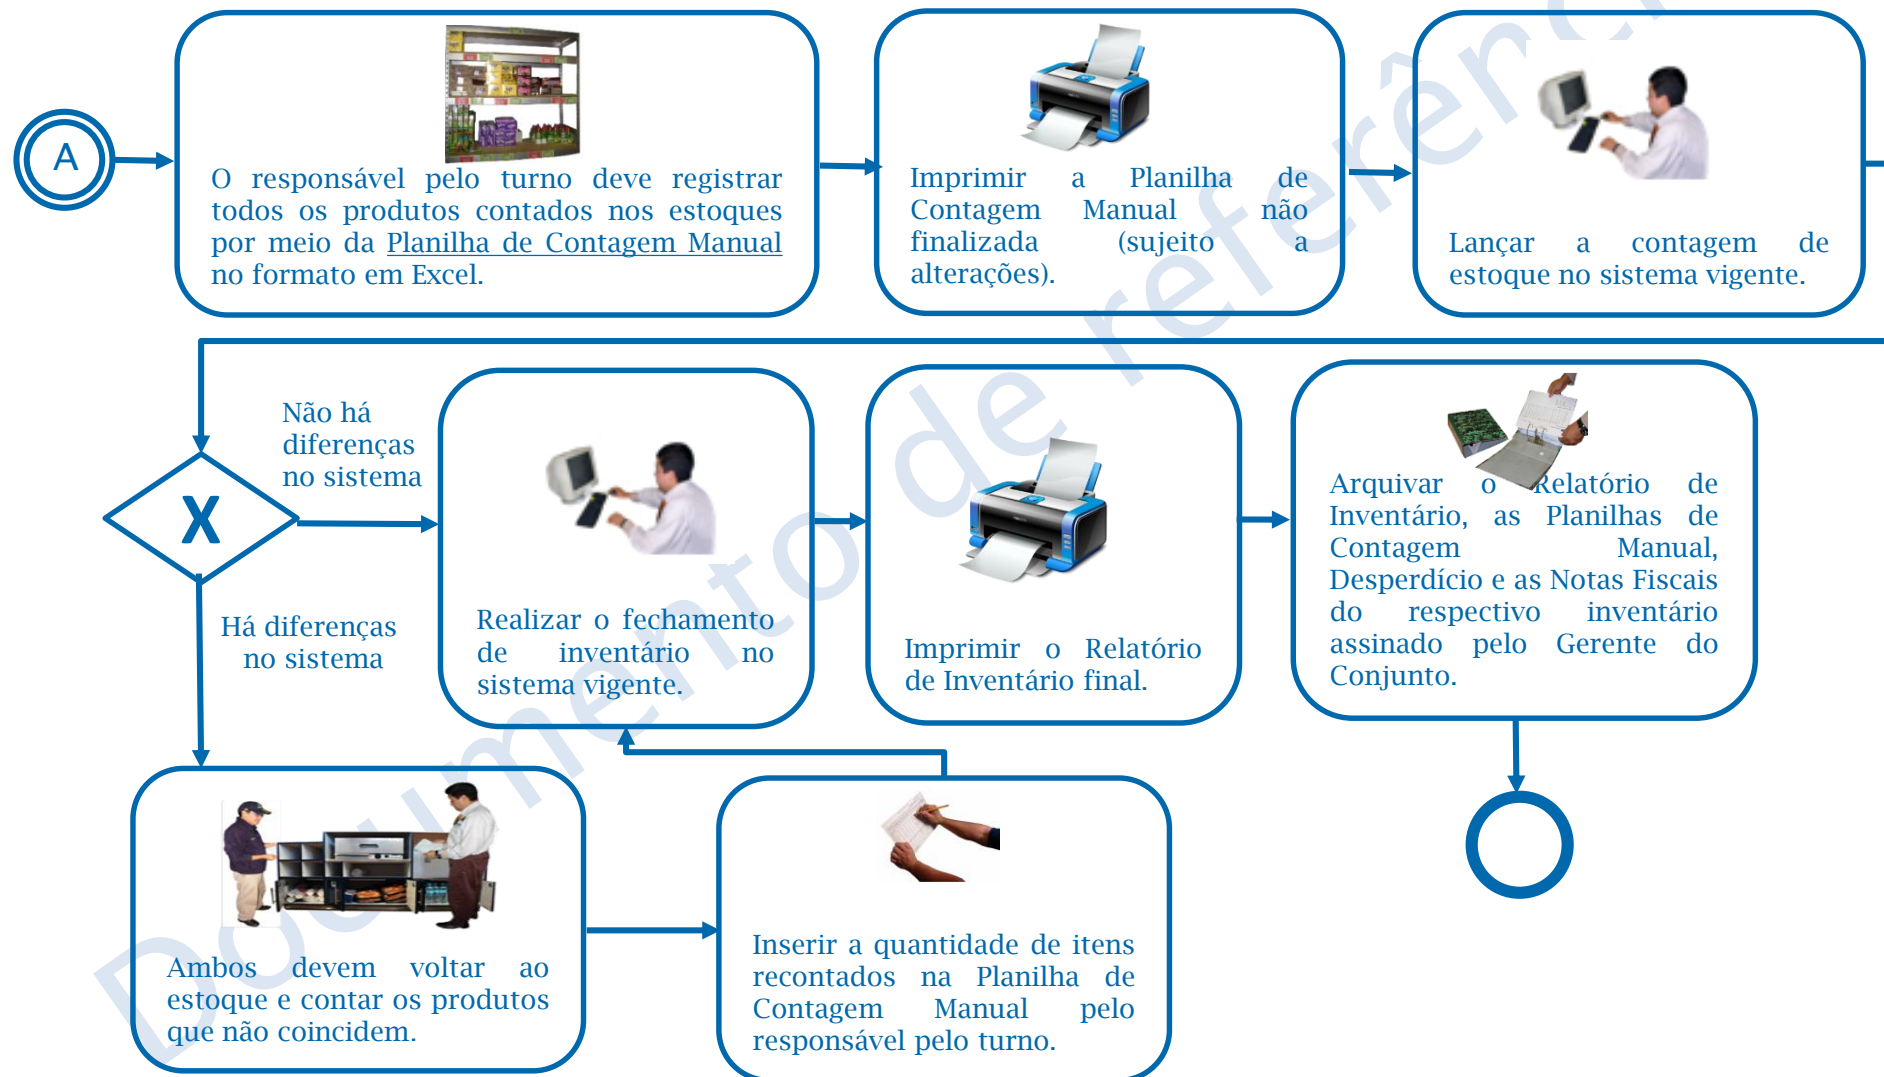 A
O responsável pelo turno deve registrar
todos os produtos contados nos estoques
por meio da Planilha de Contagem Manual
no formato em Excel.
Imprimir a Planilha de
Contagem Manual não
finalizada (sujeito a
alterações).
Lançar a contagem de
estoque no sistema vigente.
Não há
diferenças
no sistema
X
Há diferenças
no sistema
Realizar o fechamento
de inventário no
sistema vigente.
Imprimir o Relatório
de Inventário final.
Arquivar o Relatório de
Inventário, as Planilhas de
Contagem Manual,
Desperdício e as Notas Fiscais
do respectivo inventário
assinado pelo Gerente do
Conjunto.
Ambos devem voltar ao
estoque e contar os produtos
que não coincidem.
Inserir a quantidade de itens
recontados na Planilha de
Contagem Manual pelo
responsável pelo turno.
Documento de referênc